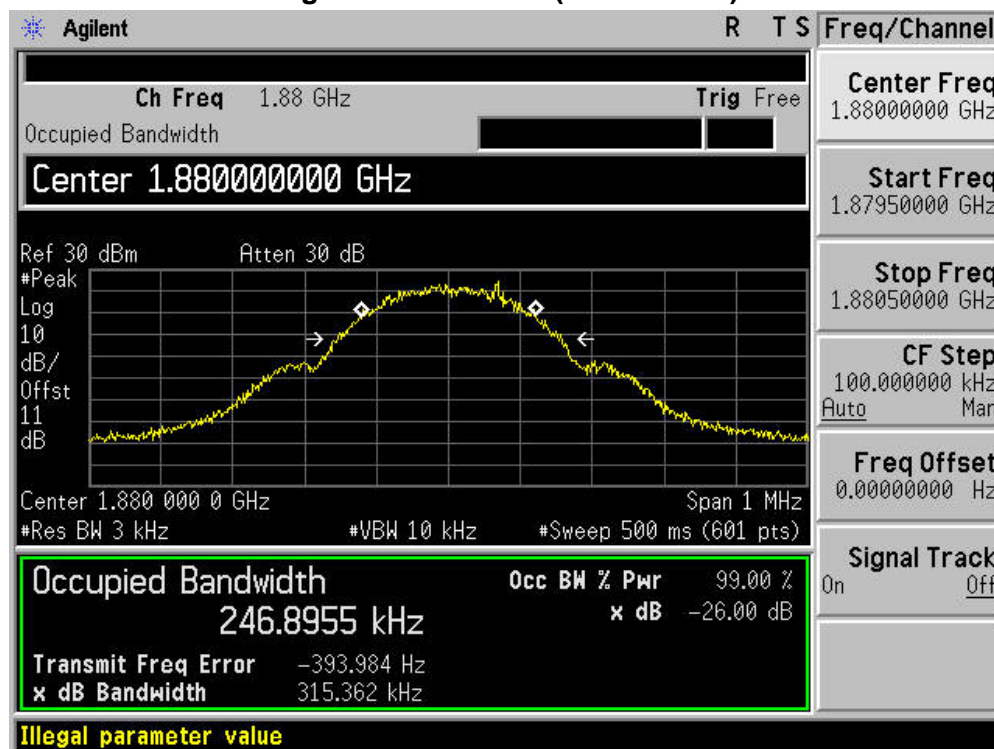 Agilent
R T S
Freq/Channel
Ch Freq 1.88 GHz
Trig Free
Occupied Bandwidth
Center 1.880000000 GHz
Ref 30 dBm
Atten 30 dB
#Peak
Log
10
dB/
Offst
11
dB
Center 1.880 000 0 GHz
Span 1 MHz
#Res BW 3 kHz
#VBW 10 kHz
#Sweep 500 ms (601 pts)
Occupied Bandwidth
246.8955 kHz
Occ BW % Pwr 99.00 %
x dB -26.00 dB
Transmit Freq Error -393.984 Hz
x dB Bandwidth 315.362 kHz
Illegal parameter value
Center Freq
1.88000000 GHz
Start Freq
1.87950000 GHz
Stop Freq
1.88050000 GHz
CF Step
100.000000 kHz
Auto Man
Freq Offset
0.00000000 Hz
Signal Track
On Off